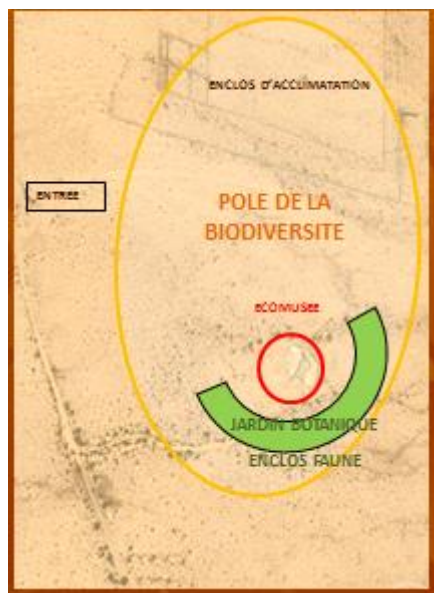 ENCLOS D'ACCLIMATATION
ENTREE
POLE DE LA
BIODIVERSITE
ECOMUSEE
JARDIN BOTANIQUE
ENCLOS FAUNE